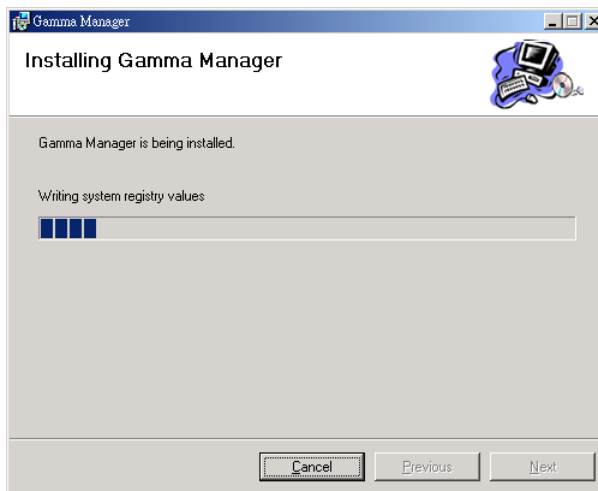 Gamma Manager
Installing Gamma Manager
Gamma Manager is being installed.
Writing system registry values
Cancel Previous Next